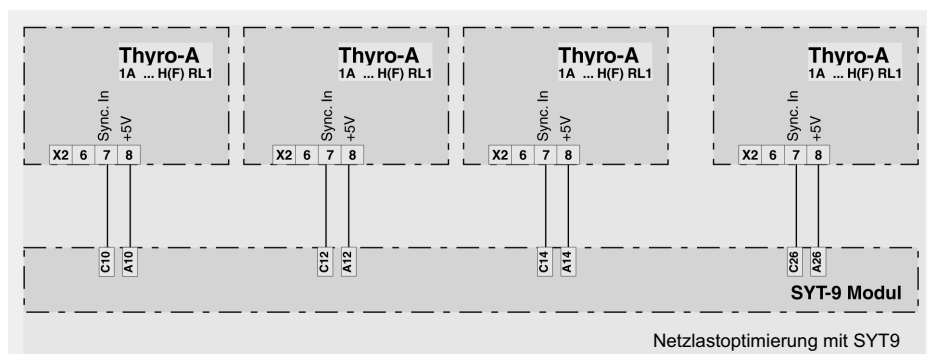 Thyro-A
1A ... H(F) RL1
Sync. In
+5V
X2 6 7 8
Thyro-A
1A ... H(F) RL1
Sync. In
+5V
X2 6 7 8
Thyro-A
1A ... H(F) RL1
Sync. In
+5V
X2 6 7 8
Thyro-A
1A ... H(F) RL1
Sync. In
+5V
X2 6 7 8
C10
A10
C12
A12
C14
A14
C26
A26
SYT-9 Modul
Netzlastoptimierung mit SYT9